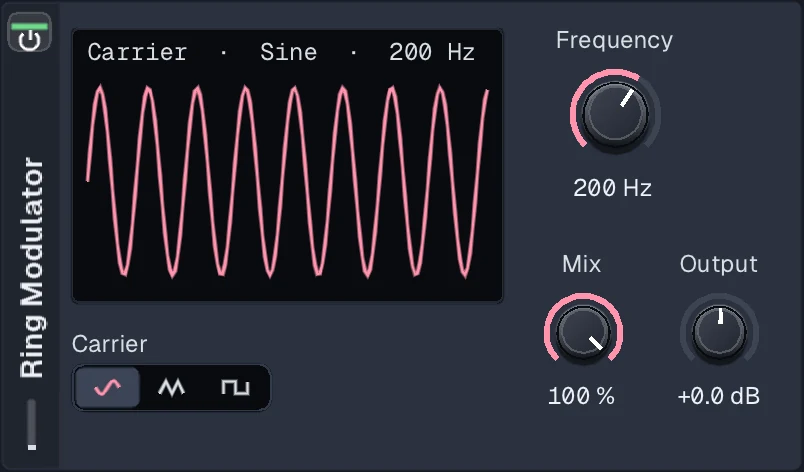 Ring Modulator
Carrier · Sine · 200 Hz
Frequency
200 Hz
Carrier
Mix
100 %
Output
+0.0 dB